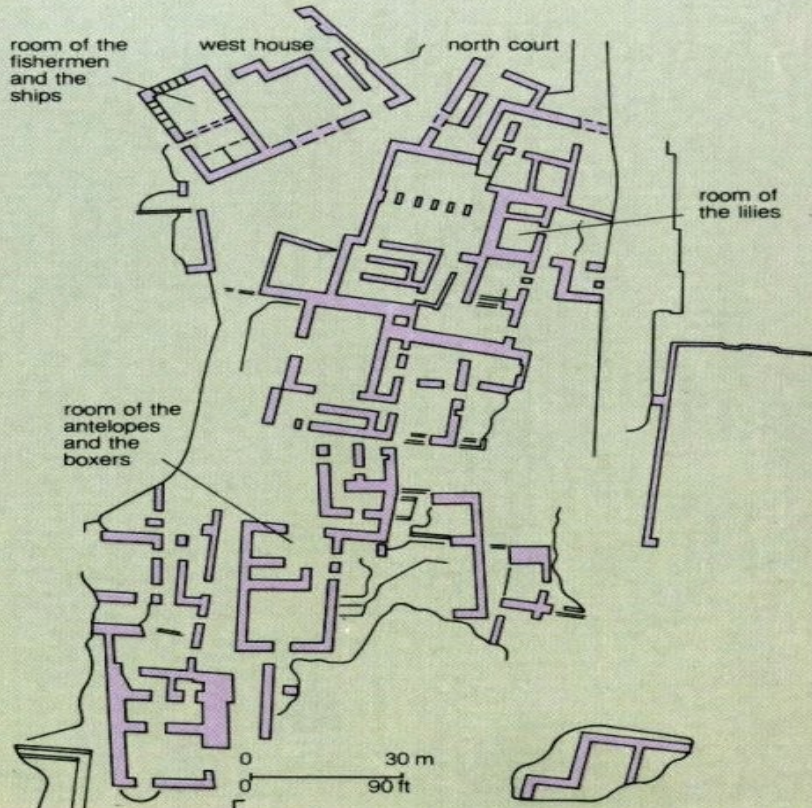 room of the
fishermen
and the
ships
west house
north court
room of
the lilies
room of the
antelopes
and the
boxers
0 30 m
0 90 ft